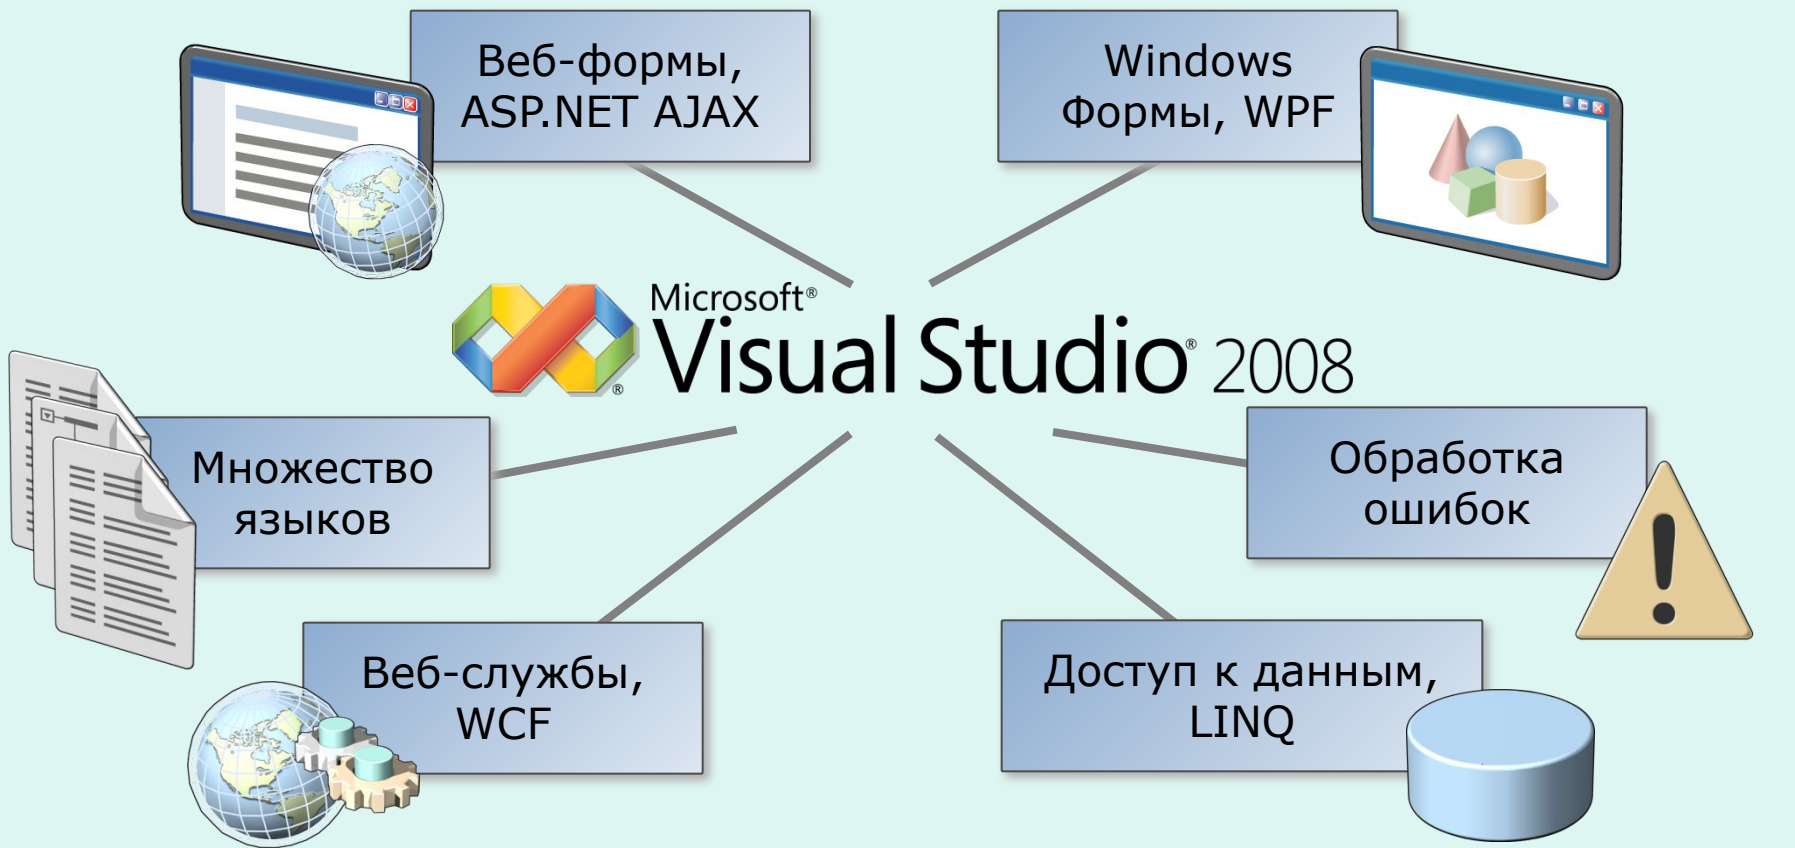 Веб-формы,
ASP.NET AJAX
Windows
Формы, WPF
Microsoft®
Visual Studio® 2008
®
Множество
языков
Обработка
ошибок
Веб-службы,
WCF
Доступ к данным,
LINQ